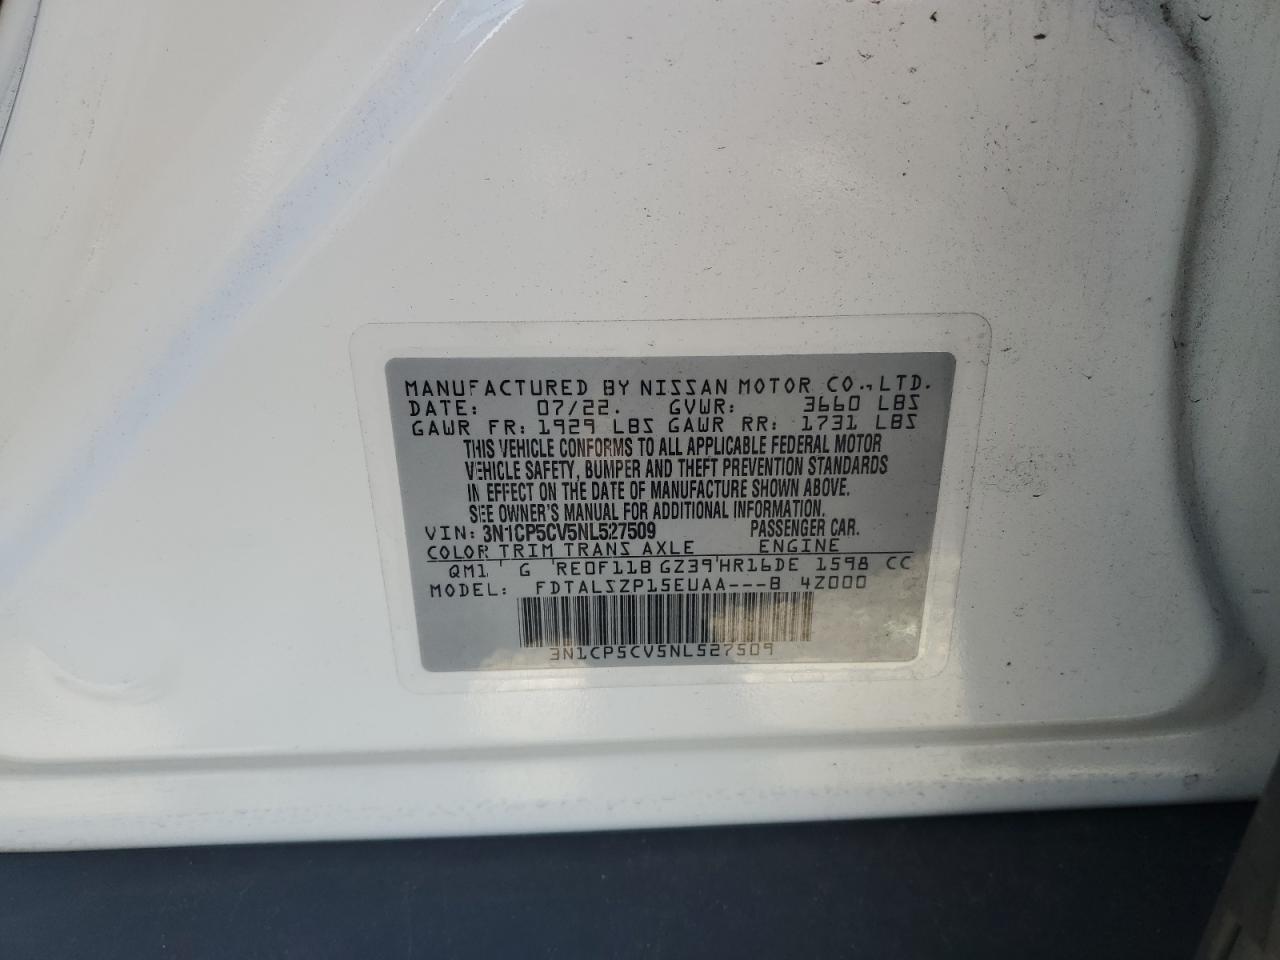 MANUFACTURED BY NISSAN MOTOR CO., LTD.
DATE: 07/22. GVWR: 3660 LBS
GAWR FR: 1929 LBS GAWR RR: 1731 LBS
THIS VEHICLE CONFORMS TO ALL APPLICABLE FEDERAL MOTOR
VEHICLE SAFETY, BUMPER AND THEFT PREVENTION STANDARDS
IN EFFECT ON THE DATE OF MANUFACTURE SHOWN ABOVE.
SEE OWNER'S MANUAL FOR ADDITIONAL INFORMATION.
VIN: 3N1CP5CV5NL527509 PASSENGER CAR.
COLOR TRIM TRANS AXLE ENGINE
QM1 G RE0F11B GZ39 HR16DE 1598 CC
MODEL: FDTALSZP15EUAA---B 4Z000
3N1CP5CV5NL527509